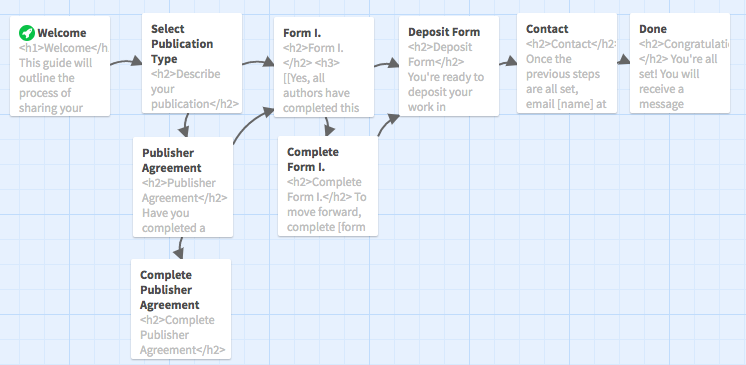 Welcome
<h1>Welcome</h
This guide will
outline the
process of
sharing your
Select
Publication
Type
<h2>Describe
your
publication</h2>
Form I.
<h2>Form I.
</h2> <h3>
[[Yes, all
authors have
completed this
Deposit Form
<h2>Deposit
Form</h2>
You're ready to
deposit your
work in
Contact
<h2>Contact</h2>
Once the
previous steps
are all set,
email [name] at
Done
<h2>Congratulati
</h2> You're all
set! You will
receive a
message
Publisher
Agreement
<h2>Publisher
Agreement</h2>
Have you
completed a
Complete
Form I.
<h2>Complete
Form I.</h2> To
move forward,
complete [form
Complete
Publisher
Agreement
<h2>Complete
Publisher
Agreement</h2>